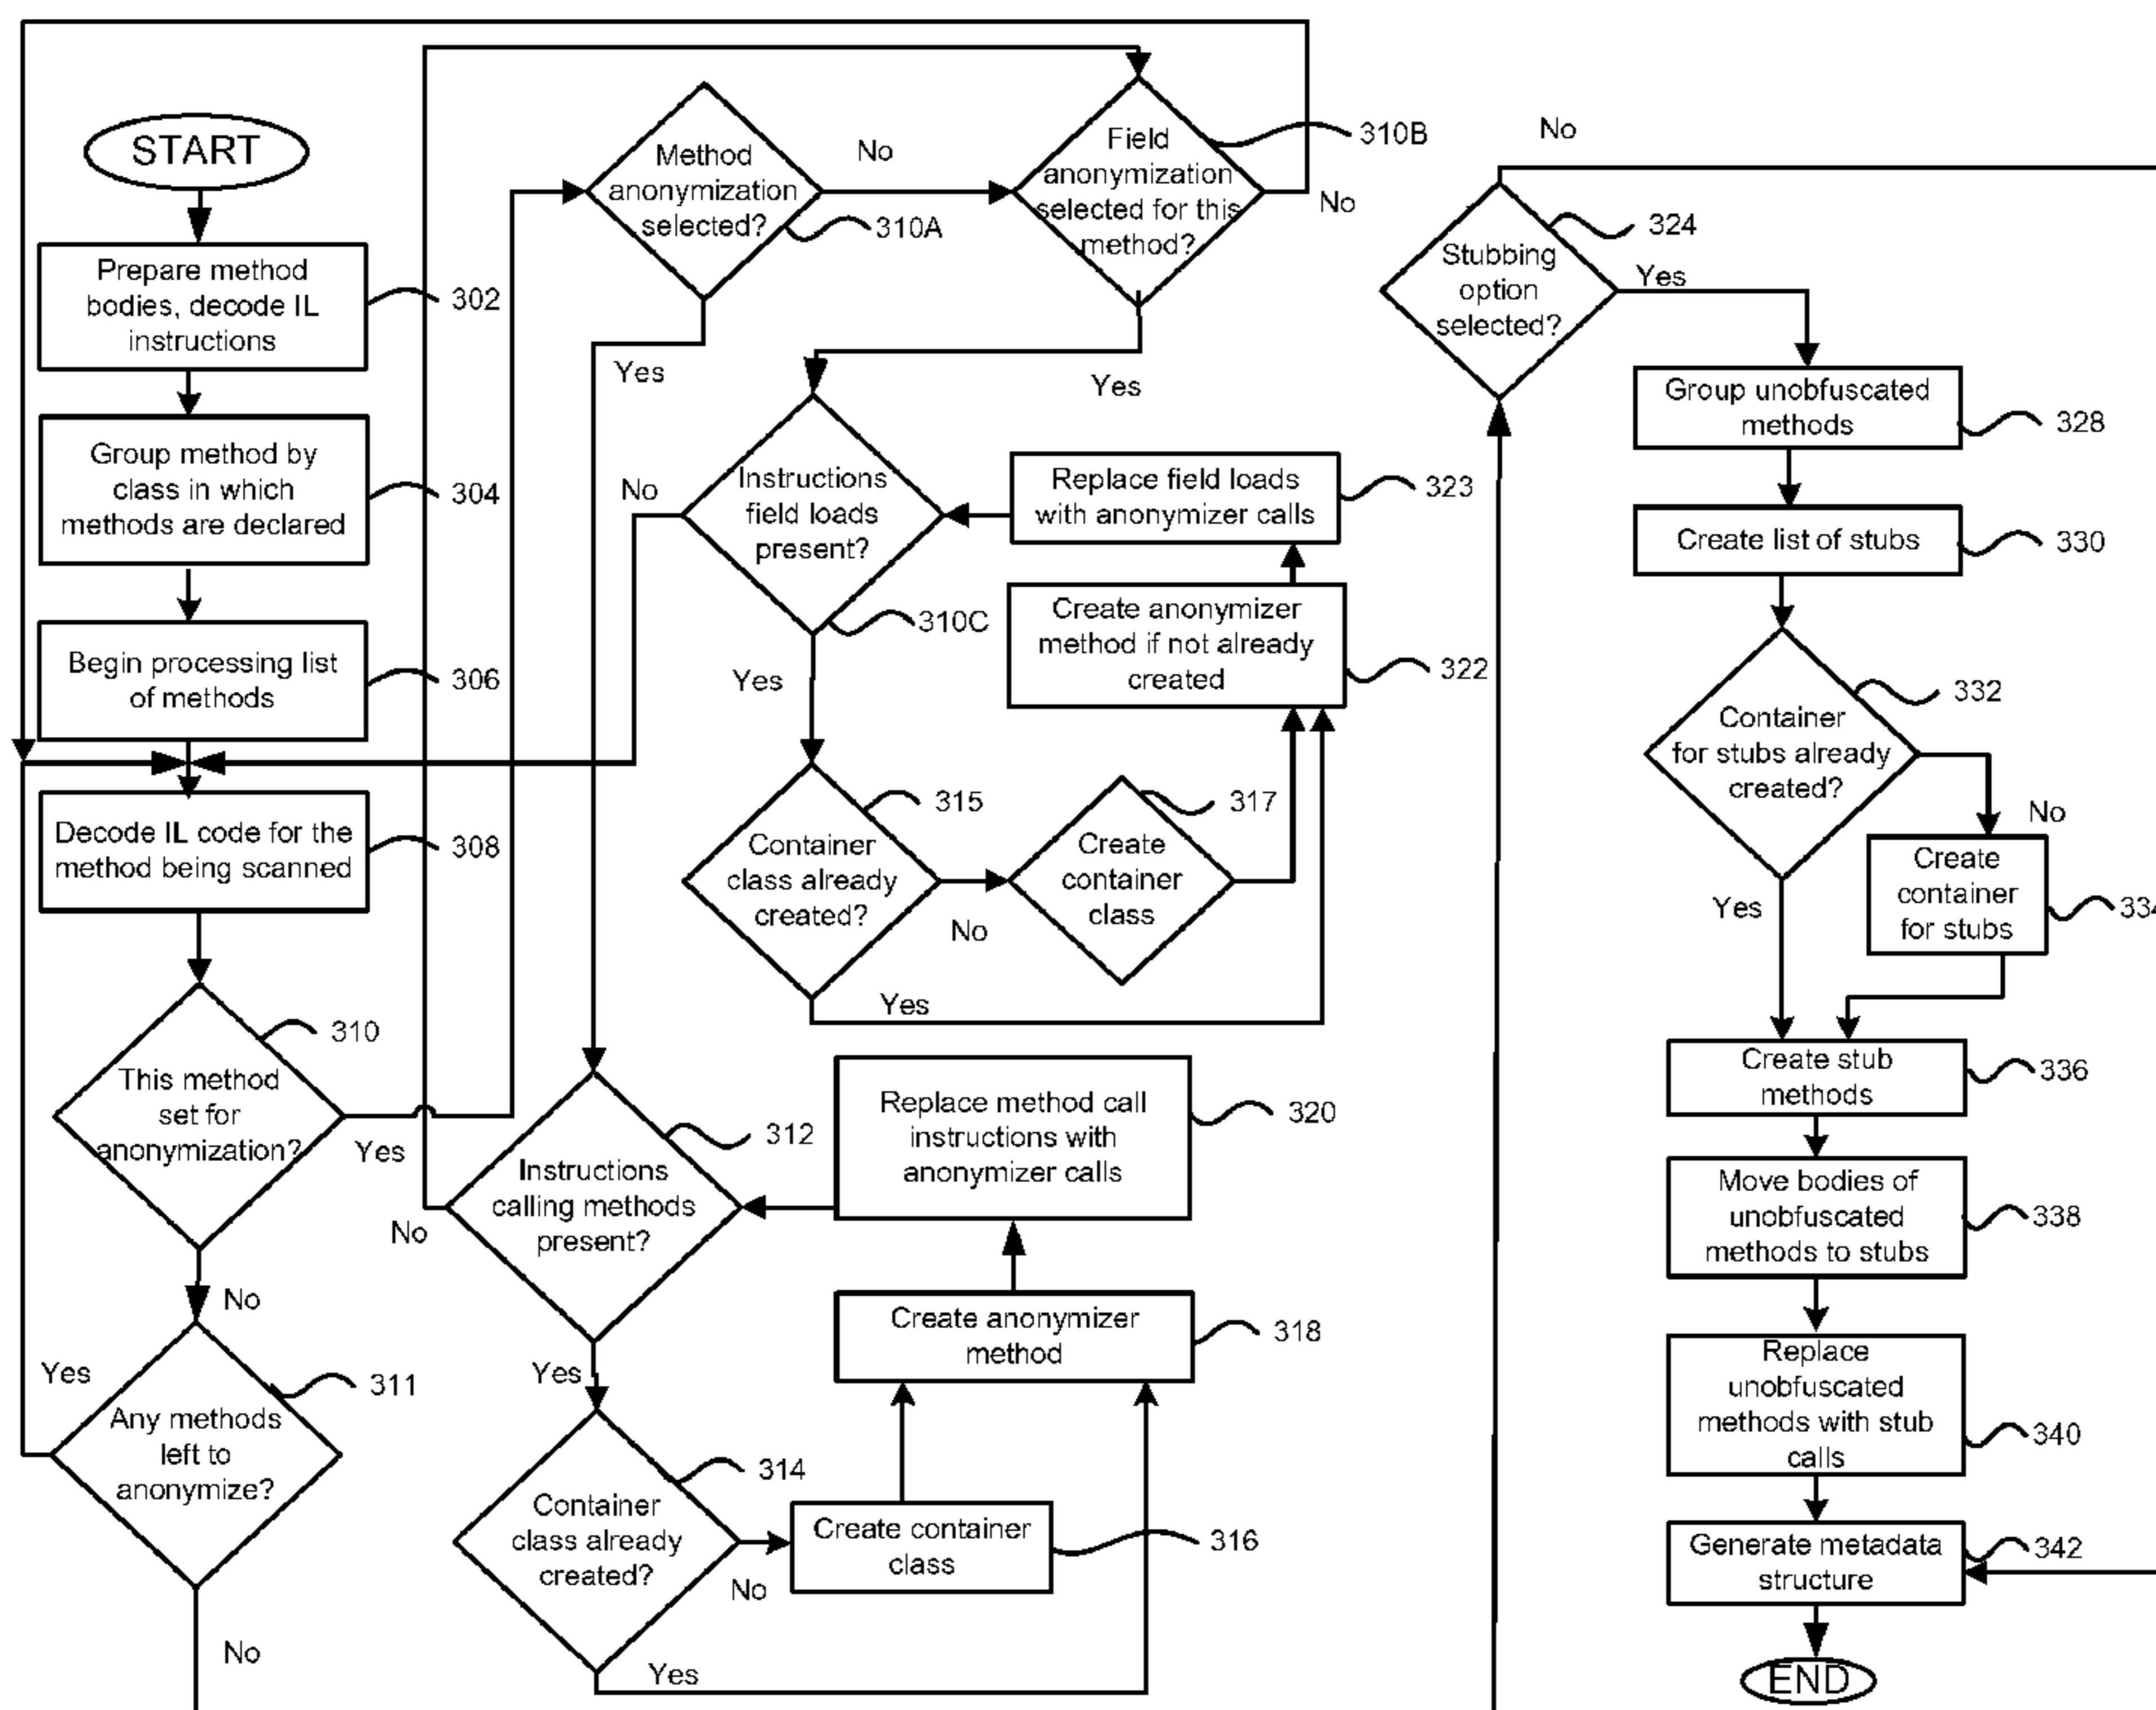 START
Prepare method
bodies, decode IL
instructions
302
Group method by
class in which
methods are declared
304
Begin processing list
of methods
306
Decode IL code for the
method being scanned
308
This method
set for
anonymization?
310
Yes
No
Any methods
left to
anonymize?
311
Yes
No
Method
anonymization
selected?
310A
No
Yes
Field
anonymization
selected for this
method?
310B
No
Yes
Instructions
field loads
present?
310C
No
Yes
Replace field loads
with anonymizer calls
323
Create anonymizer
method if not already
created
322
Container
class already
created?
315
No
Yes
Create
container
class
317
Instructions
calling methods
present?
312
No
Yes
Replace method call
instructions with
anonymizer calls
320
Create anonymizer
method
318
Container
class already
created?
314
No
Yes
Create container
class
316
Stubbing
option
selected?
324
No
Yes
Group unobfuscated
methods
328
Create list of stubs
330
Container
for stubs already
created?
332
No
Yes
Create
container
for stubs
334
Create stub
methods
336
Move bodies of
unobfuscated
methods to stubs
338
Replace
unobfuscated
methods with stub
calls
340
Generate metadata
structure
342
END